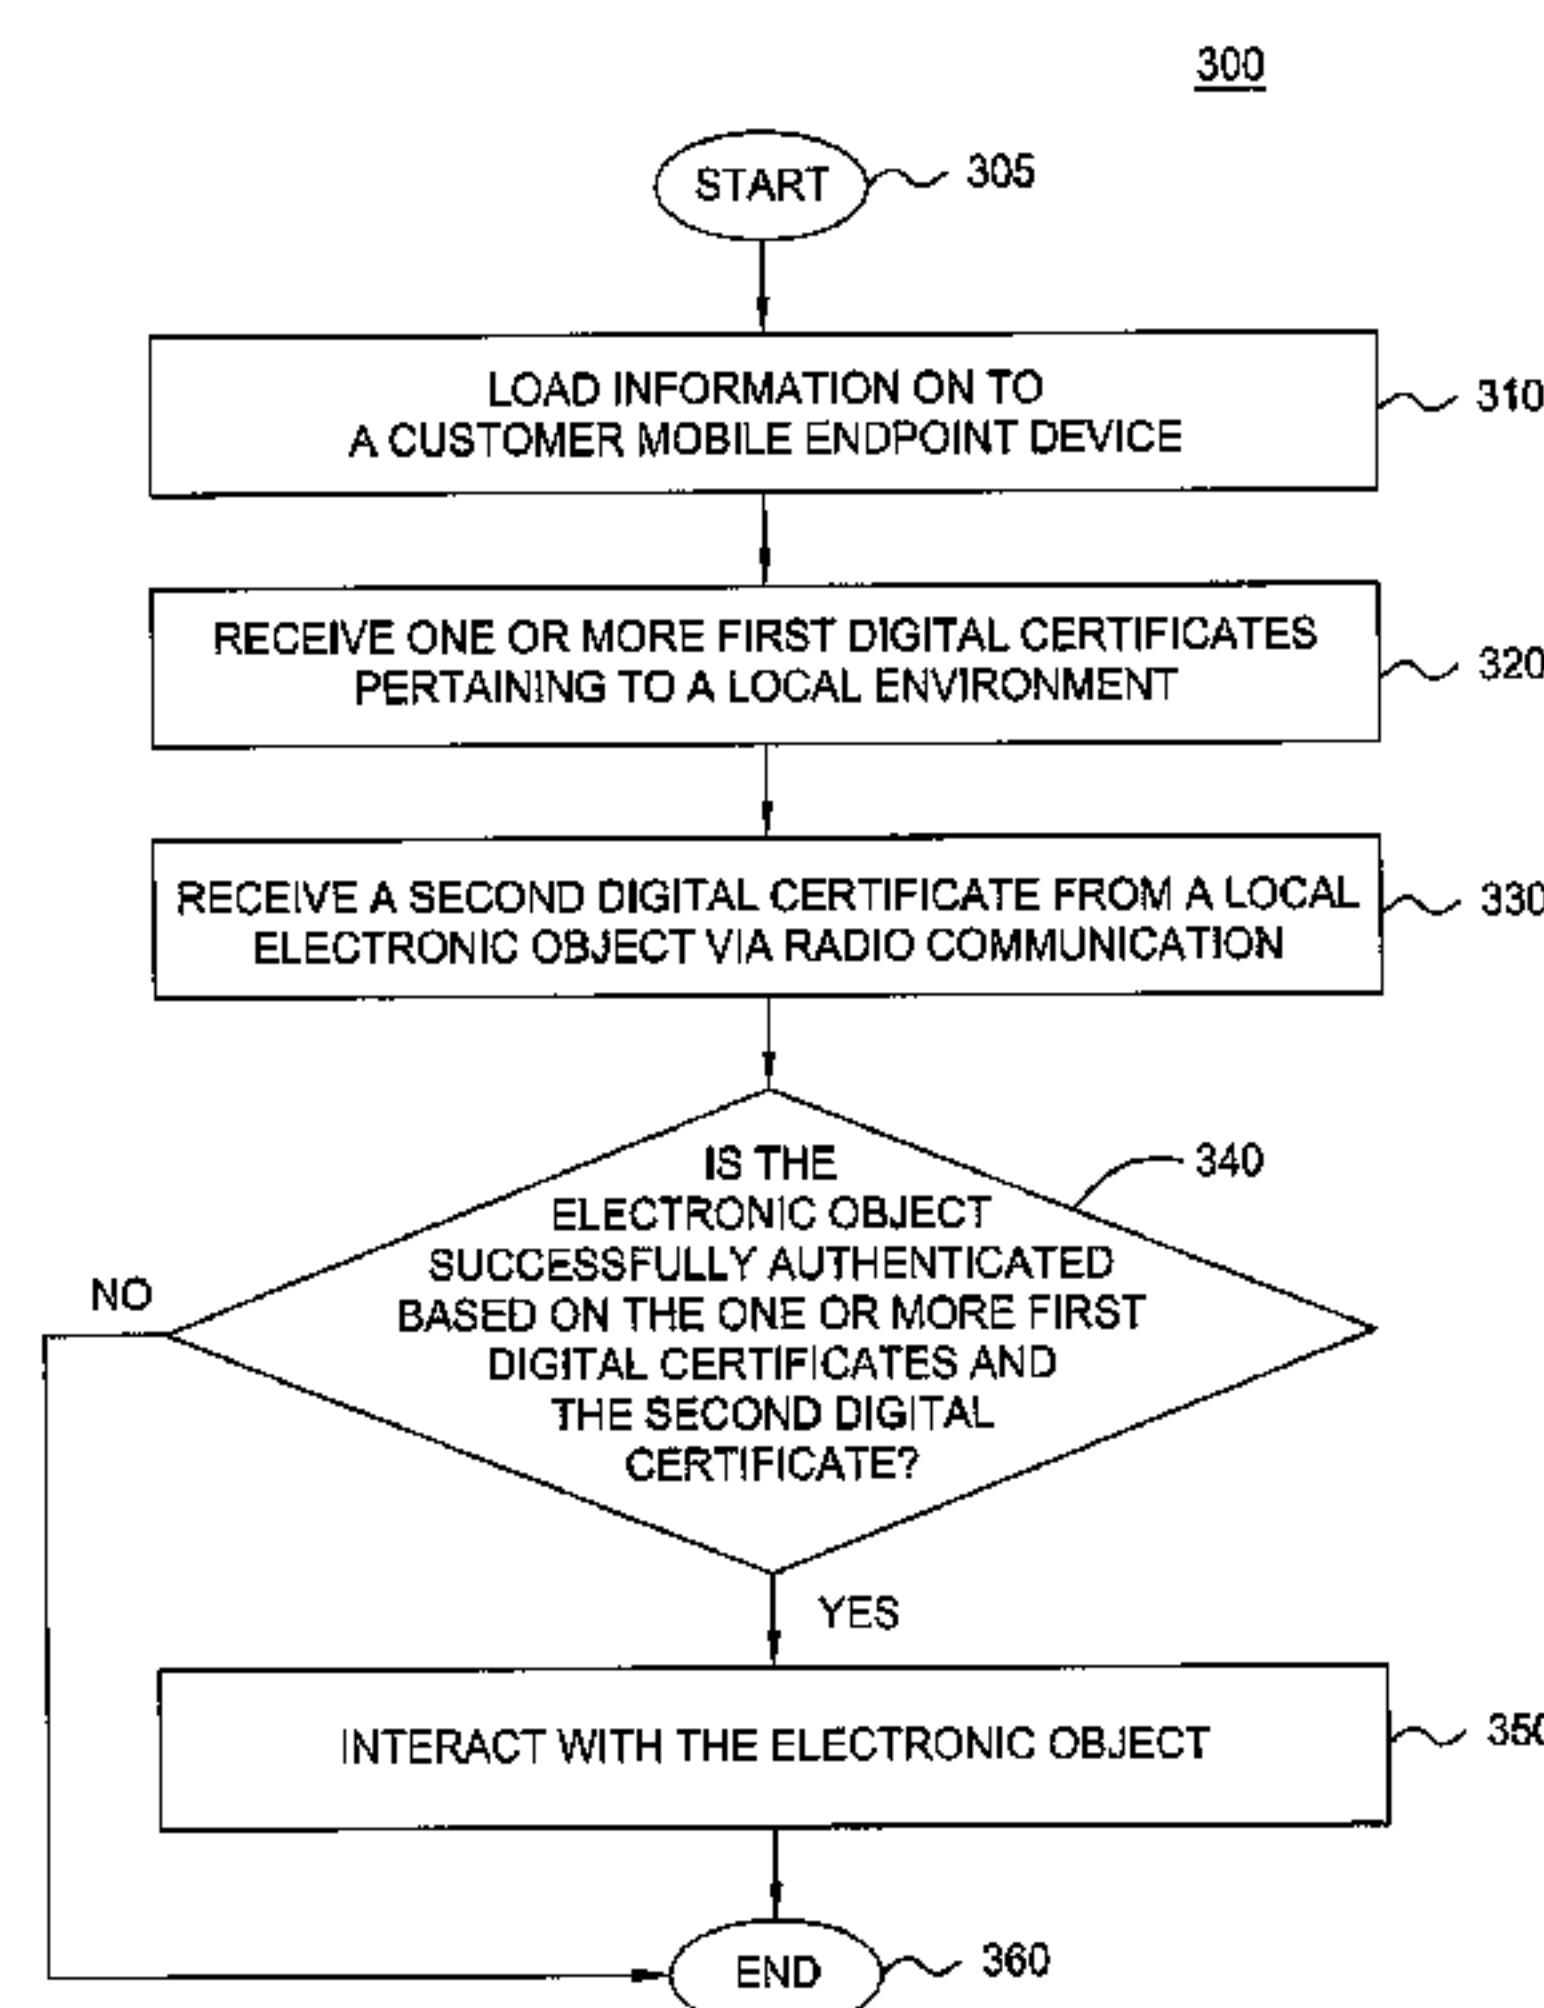 300
START
305
LOAD INFORMATION ON TO
A CUSTOMER MOBILE ENDPOINT DEVICE
310
RECEIVE ONE OR MORE FIRST DIGITAL CERTIFICATES
PERTAINING TO A LOCAL ENVIRONMENT
320
RECEIVE A SECOND DIGITAL CERTIFICATE FROM A LOCAL
ELECTRONIC OBJECT VIA RADIO COMMUNICATION
330
IS THE
ELECTRONIC OBJECT
SUCCESSFULLY AUTHENTICATED
BASED ON THE ONE OR MORE FIRST
DIGITAL CERTIFICATES AND
THE SECOND DIGITAL
CERTIFICATE?
340
NO
YES
INTERACT WITH THE ELECTRONIC OBJECT
350
END
360